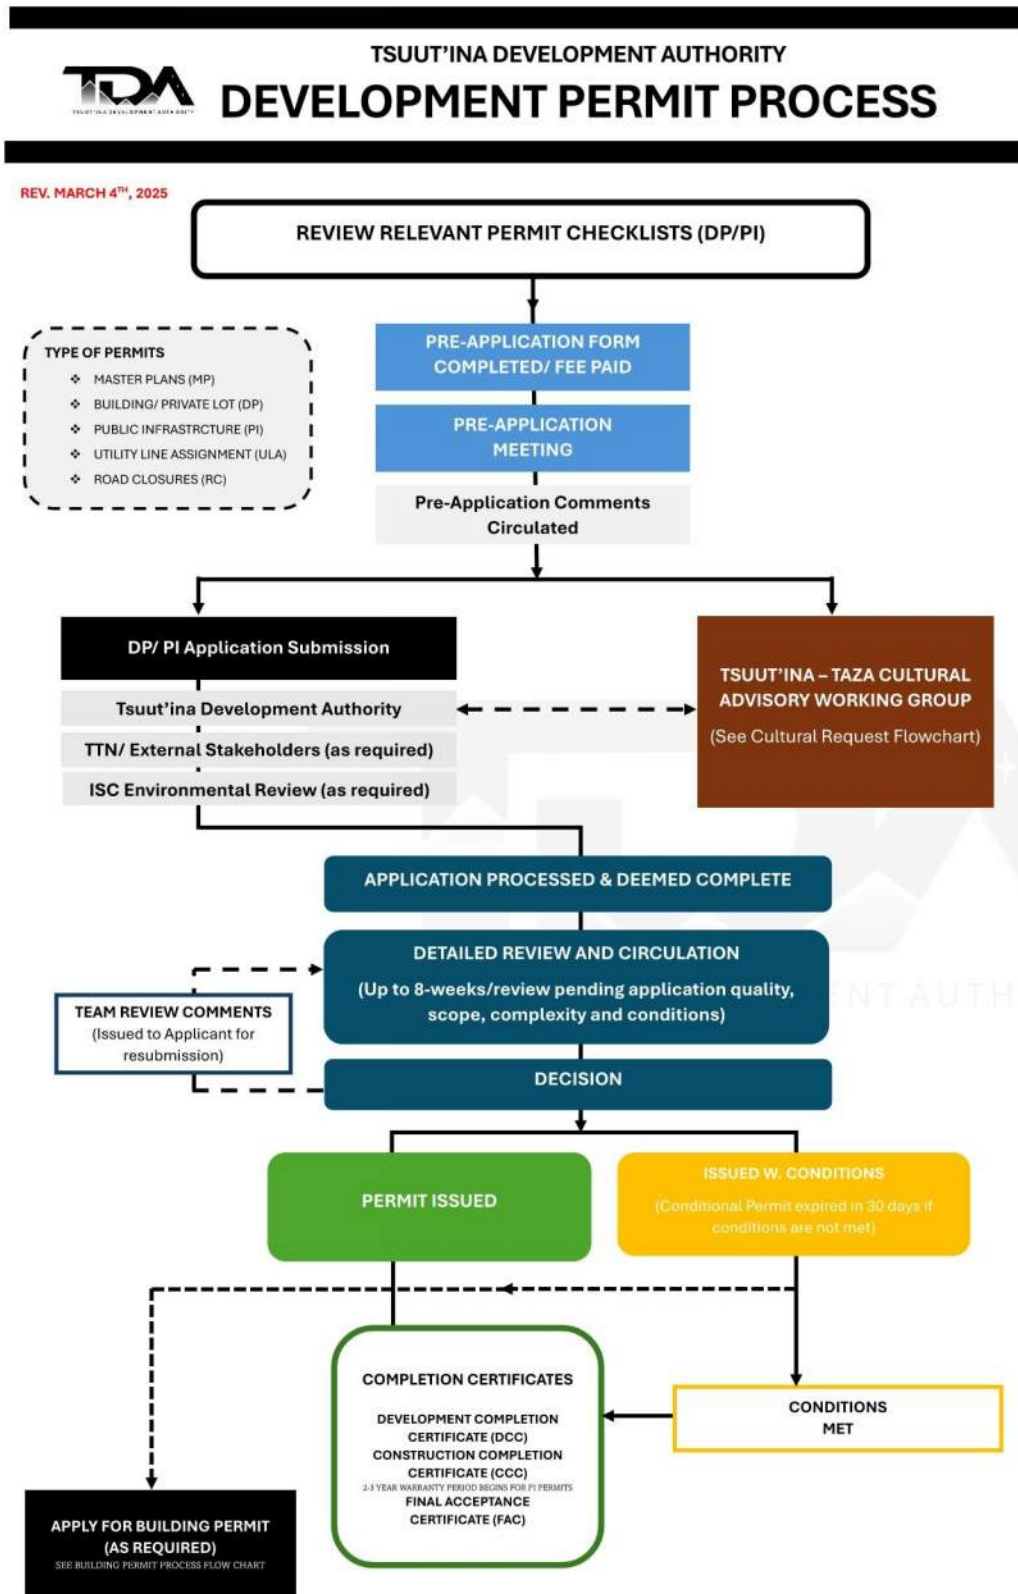 TSUUT'INA DEVELOPMENT AUTHORITY
TDA
DEVELOPMENT PERMIT PROCESS
TSUUT'INA DEVELOPMENT AUTHORITY
REV. MARCH 4TH, 2025
REVIEW RELEVANT PERMIT CHECKLISTS (DP/PI)
TYPE OF PERMITS
❖ MASTER PLANS (MP)
❖ BUILDING/ PRIVATE LOT (DP)
❖ PUBLIC INFRASTRCTURE (PI)
❖ UTILITY LINE ASSIGNMENT (ULA)
❖ ROAD CLOSURES (RC)
PRE-APPLICATION FORM
COMPLETED/ FEE PAID
PRE-APPLICATION
MEETING
Pre-Application Comments
Circulated
DP/ PI Application Submission
Tsuut'ina Development Authority
TTN/ External Stakeholders (as required)
ISC Environmental Review (as required)
TSUUT'INA – TAZA CULTURAL
ADVISORY WORKING GROUP
(See Cultural Request Flowchart)
APPLICATION PROCESSED & DEEMED COMPLETE
DETAILED REVIEW AND CIRCULATION
(Up to 8-weeks/review pending application quality,
scope, complexity and conditions)
ENT AUTH
TEAM REVIEW COMMENTS
(Issued to Applicant for
resubmission)
DECISION
PERMIT ISSUED
ISSUED W. CONDITIONS
(Conditional Permit expired in 30 days if
conditions are not met)
COMPLETION CERTIFICATES
DEVELOPMENT COMPLETION
CERTIFICATE (DCC)
CONSTRUCTION COMPLETION
CERTIFICATE (CCC)
2-3 YEAR WARRANTY PERIOD BEGINS FOR PI PERMITS
FINAL ACCEPTANCE
CERTIFICATE (FAC)
CONDITIONS
MET
APPLY FOR BUILDING PERMIT
(AS REQUIRED)
SEE BUILDING PERMIT PROCESS FLOW CHART